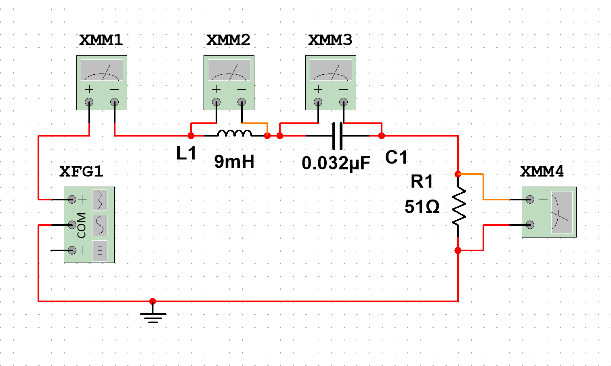 XMM1
XMM2
XMM3
+ −
+ −
+ −
L1
9mH
0.032µF
C1
XFG1
+
COM
−
R1
51Ω
XMM4
−